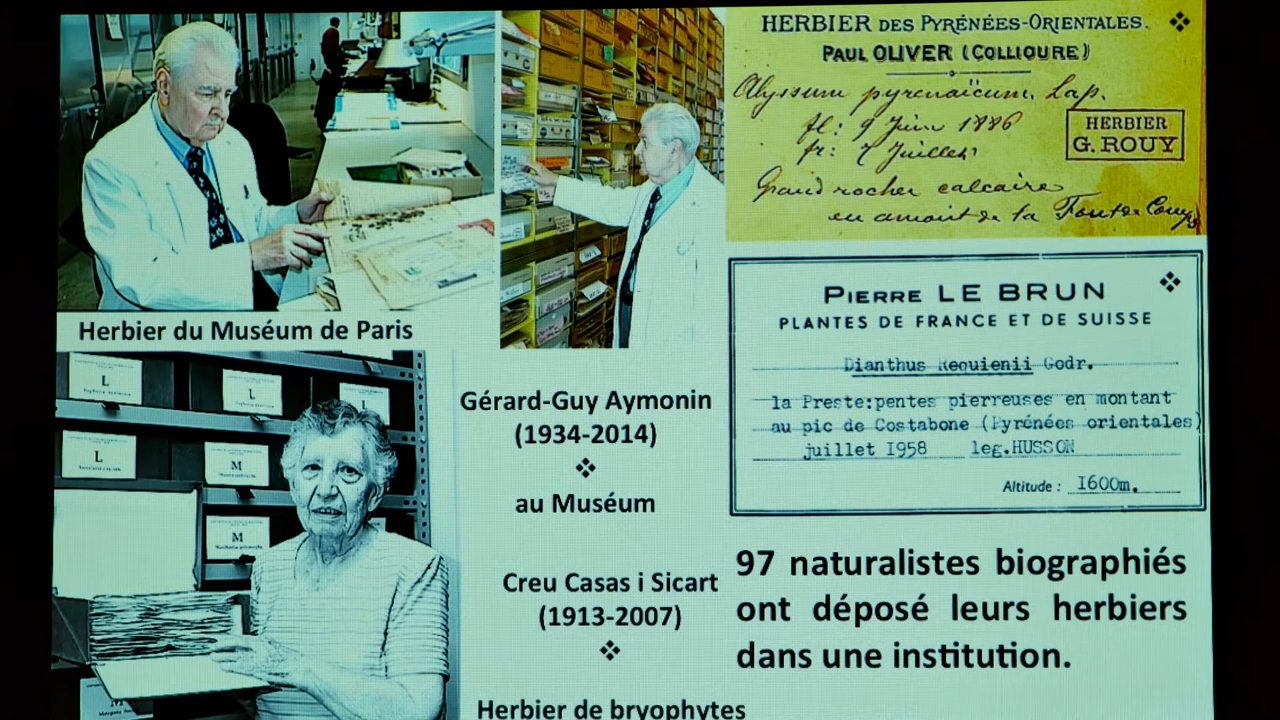 Herbier du Muséum de Paris
Gérard-Guy Aymonin
(1934-2014)
❖
au Muséum
Creu Casas i Sicart
(1913-2007)
❖
Herbier de bryophytes
HERBIER DES PYRÉNÉES-ORIENTALES.
PAUL OLIVER (COLLIOURE)
Alyssum pyrenaïcum, Lap.
fl: 9 Juin 1886
fr: 7 Juillet
Grand rocher calcaire
en amont de la Font de
HERBIER
G. ROUY
PIERRE LE BRUN
PLANTES DE FRANCE ET DE SUISSE
Dianthus Requienii Godr.
la Preste:pentes pierreuses en montant
au pic de Costabone (Pyrénées orientales)
juillet I958 leg.HUSSON
Altitude : I600m.
97 naturalistes biographiés
ont déposé leurs herbiers
dans une institution.
L
L
L
L
M
M